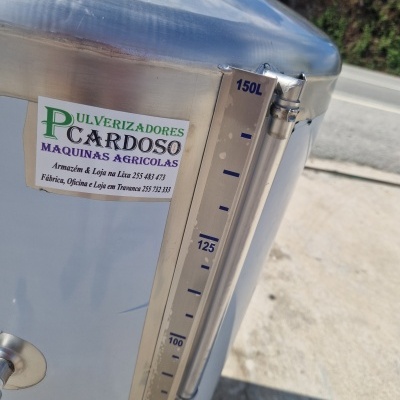 PULVERIZADORES
CARDOSO
MAQUINAS AGRICOLAS
Armazém & Loja na Lixa 255 483 473
Fábrica, Oficina e Loja em Travanca 255 732 333
150L
125
100